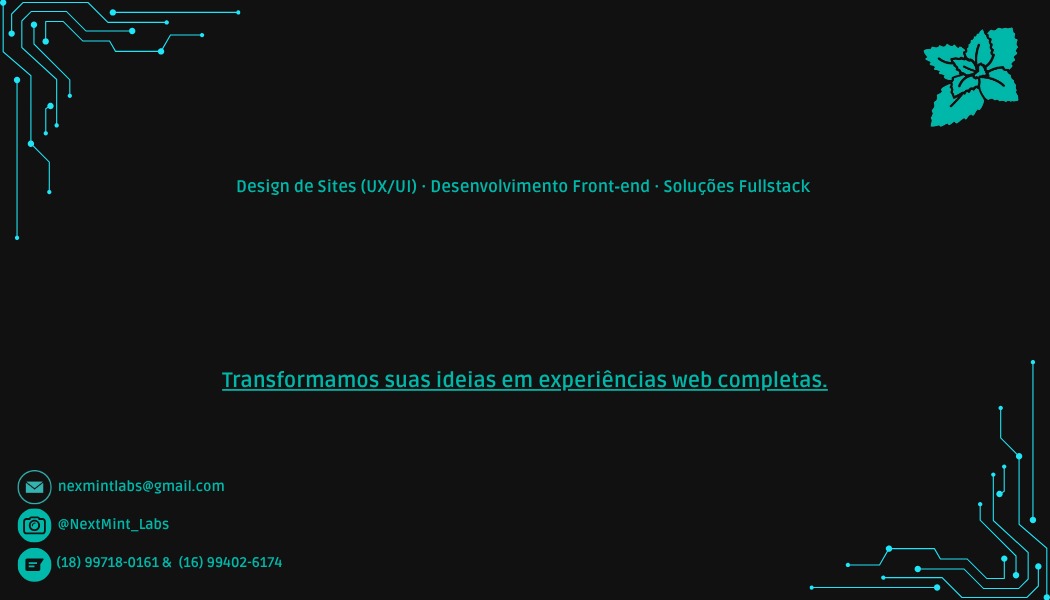 Design de Sites (UX/UI) · Desenvolvimento Front-end · Soluções Fullstack
Transformamos suas ideias em experiências web completas.
nexmintlabs@gmail.com
@NextMint_Labs
(18) 99718-0161 & (16) 99402-6174